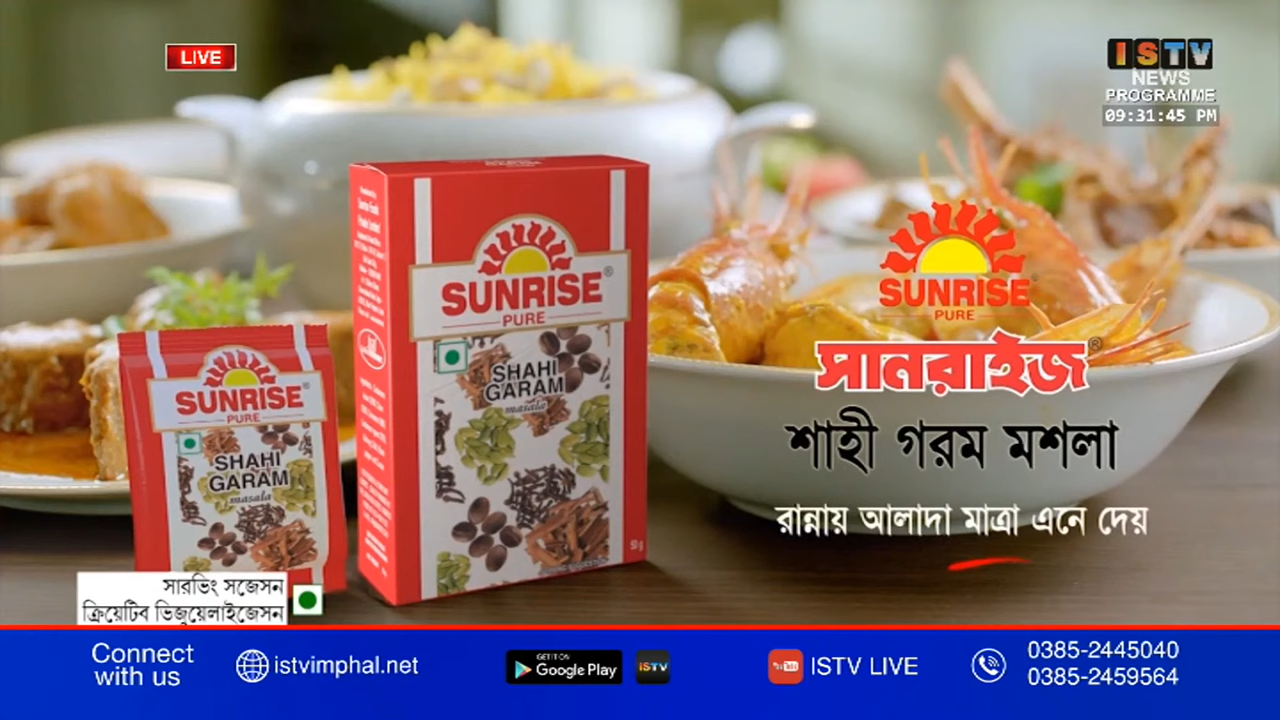 LIVE
ISTV
NEWS
PROGRAMME
09:31:45 PM
SUNRISE
PURE
SHAHI
GARAM
masala
50 g
SUNRISE
PURE
SHAHI
GARAM
masala
SUNRISE
PURE
সানরাইজ
শাহী গরম মশলা
রান্নায় আলাদা মাত্রা এনে দেয়
সারভিং সজেসন
ক্রিয়েটিব ভিজুয়েলাইজেসন
Connect
with us
istvimphal.net
GET IT ON
Google Play
ISTV
ISTV LIVE
0385-2445040
0385-2459564